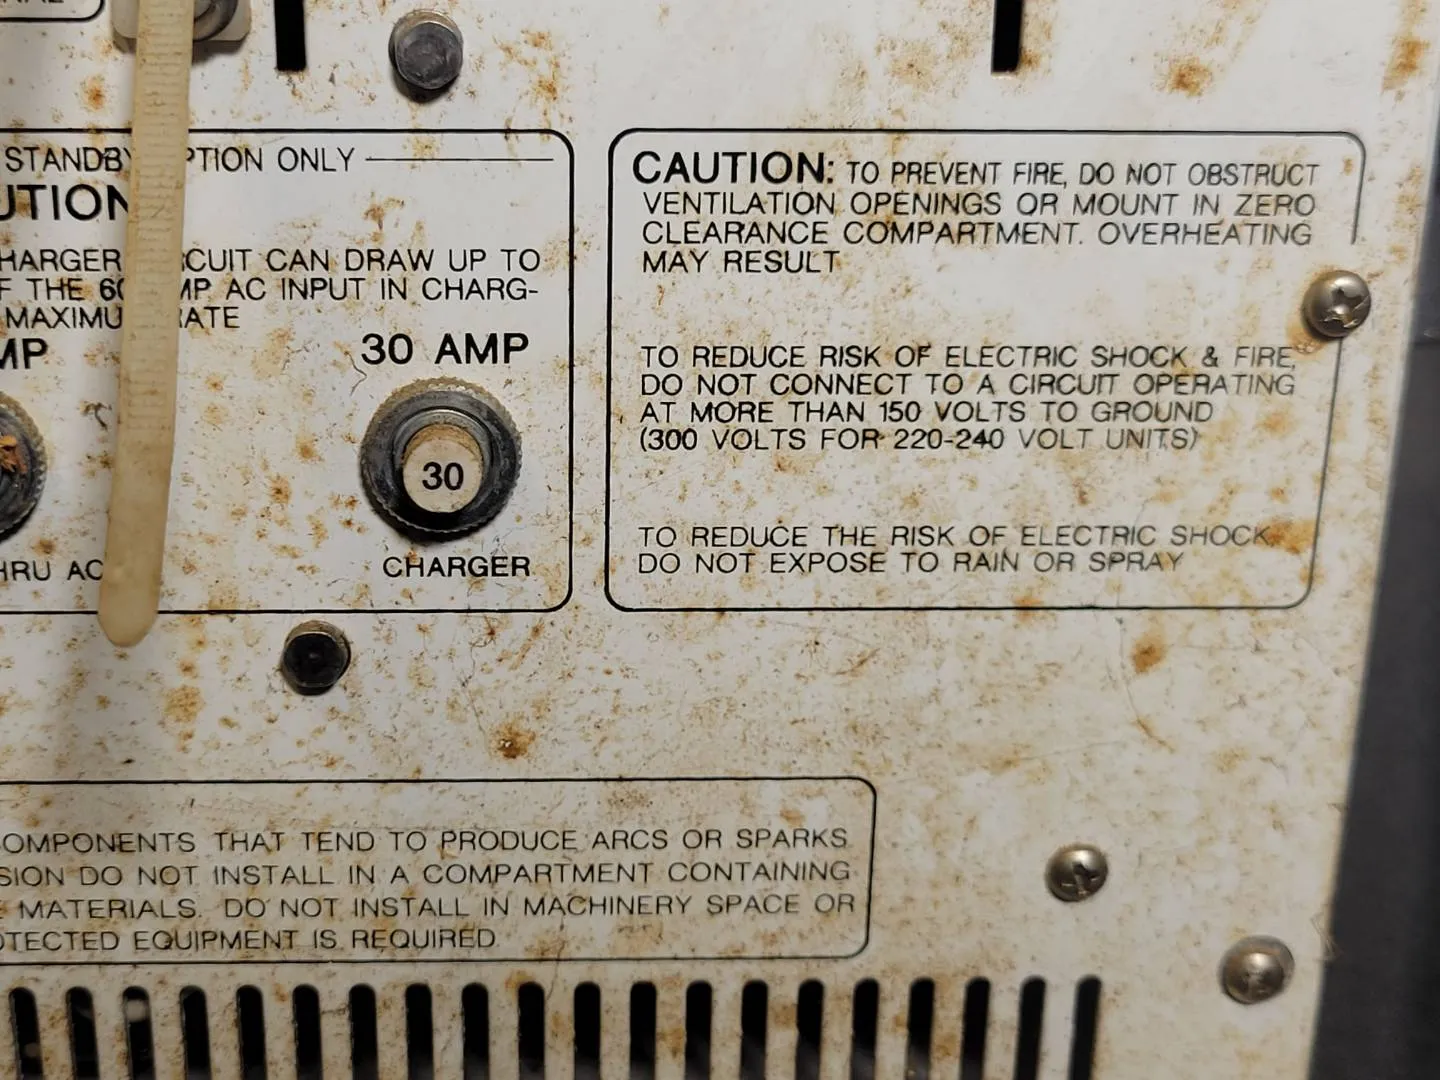 STANDBY PTION ONLY
UTION
HARGER CUIT CAN DRAW UP TO
F THE 60 MP AC INPUT IN CHARG-
MAXIMU RATE
MP
30 AMP
30
HRU AC
CHARGER
CAUTION: TO PREVENT FIRE, DO NOT OBSTRUCT
VENTILATION OPENINGS OR MOUNT IN ZERO
CLEARANCE COMPARTMENT. OVERHEATING
MAY RESULT
TO REDUCE RISK OF ELECTRIC SHOCK & FIRE,
DO NOT CONNECT TO A CIRCUIT OPERATING
AT MORE THAN 150 VOLTS TO GROUND
(300 VOLTS FOR 220-240 VOLT UNITS)
TO REDUCE THE RISK OF ELECTRIC SHOCK,
DO NOT EXPOSE TO RAIN OR SPRAY
OMPONENTS THAT TEND TO PRODUCE ARCS OR SPARKS
SION DO NOT INSTALL IN A COMPARTMENT CONTAINING
E MATERIALS. DO NOT INSTALL IN MACHINERY SPACE OR
OTECTED EQUIPMENT IS REQUIRED